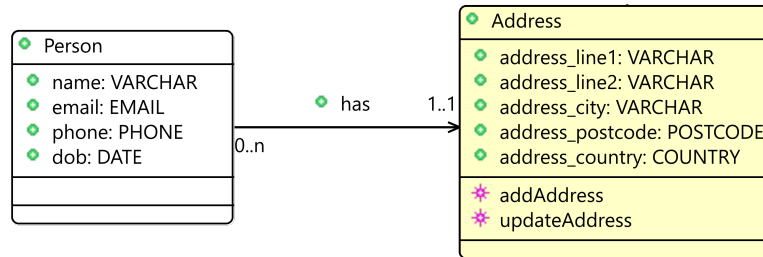 Person
name: VARCHAR
email: EMAIL
phone: PHONE
dob: DATE
has
0..n
1..1
Address
address_line1: VARCHAR
address_line2: VARCHAR
address_city: VARCHAR
address_postcode: POSTCODE
address_country: COUNTRY
addAddress
updateAddress